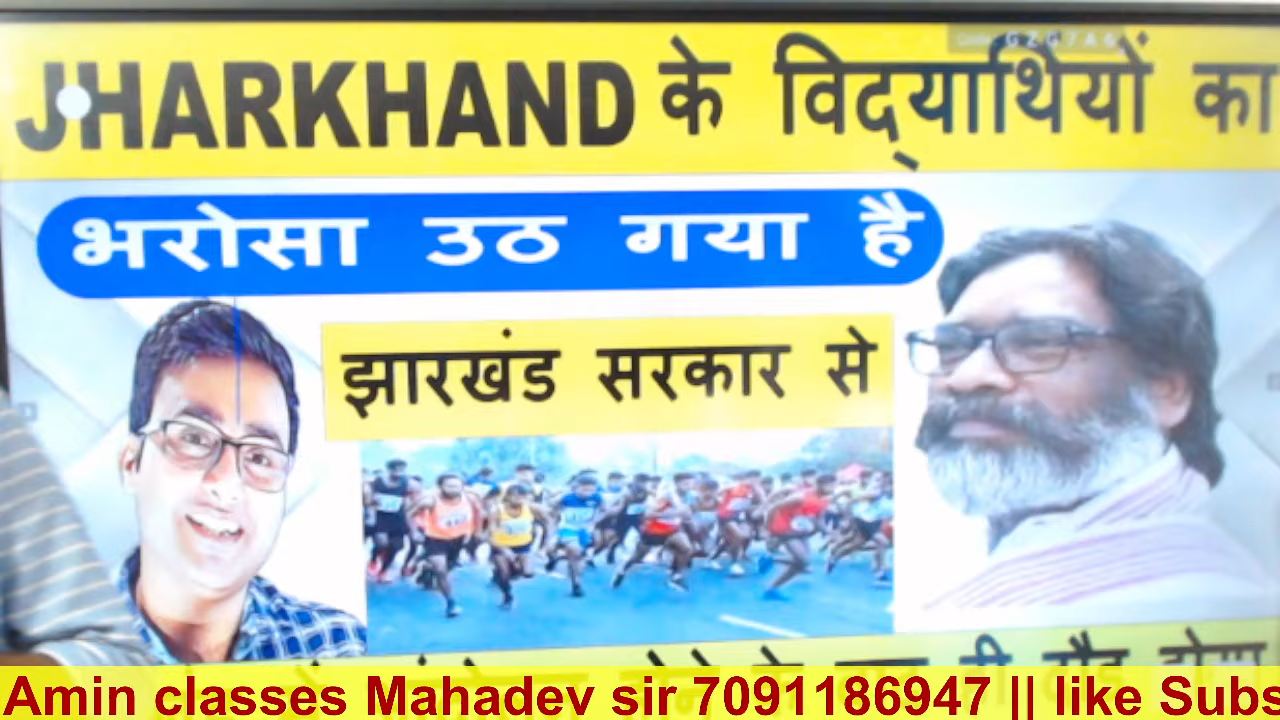 JHARKHAND के विद्यार्थियों का
भरोसा उठ गया है
झारखंड सरकार से
Amin classes Mahadev sir 7091186947 || like Subs